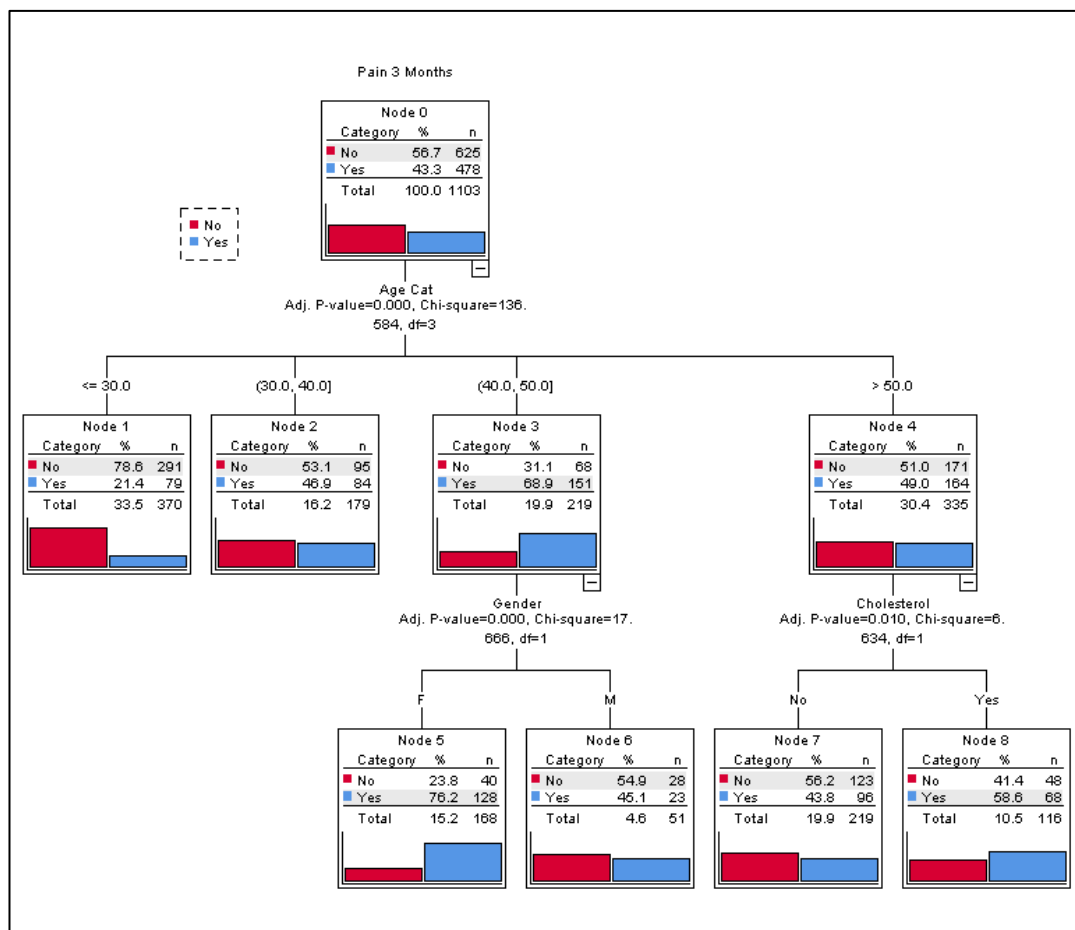 Pain 3 Months
Node 0
Category % n
No 56.7 625
Yes 43.3 478
Total 100.0 1103
No
Yes
Age Cat
Adj. P-value=0.000, Chi-square=136.
584, df=3
<= 30.0
(30.0, 40.0]
(40.0, 50.0]
> 50.0
Node 1
Category % n
No 78.6 291
Yes 21.4 79
Total 33.5 370
Node 2
Category % n
No 53.1 95
Yes 46.9 84
Total 16.2 179
Node 3
Category % n
No 31.1 68
Yes 68.9 151
Total 19.9 219
Node 4
Category % n
No 51.0 171
Yes 49.0 164
Total 30.4 335
Gender
Adj. P-value=0.000, Chi-square=17.
666, df=1
Cholesterol
Adj. P-value=0.010, Chi-square=6.
634, df=1
F
M
No
Yes
Node 5
Category % n
No 23.8 40
Yes 76.2 128
Total 15.2 168
Node 6
Category % n
No 54.9 28
Yes 45.1 23
Total 4.6 51
Node 7
Category % n
No 56.2 123
Yes 43.8 96
Total 19.9 219
Node 8
Category % n
No 41.4 48
Yes 58.6 68
Total 10.5 116